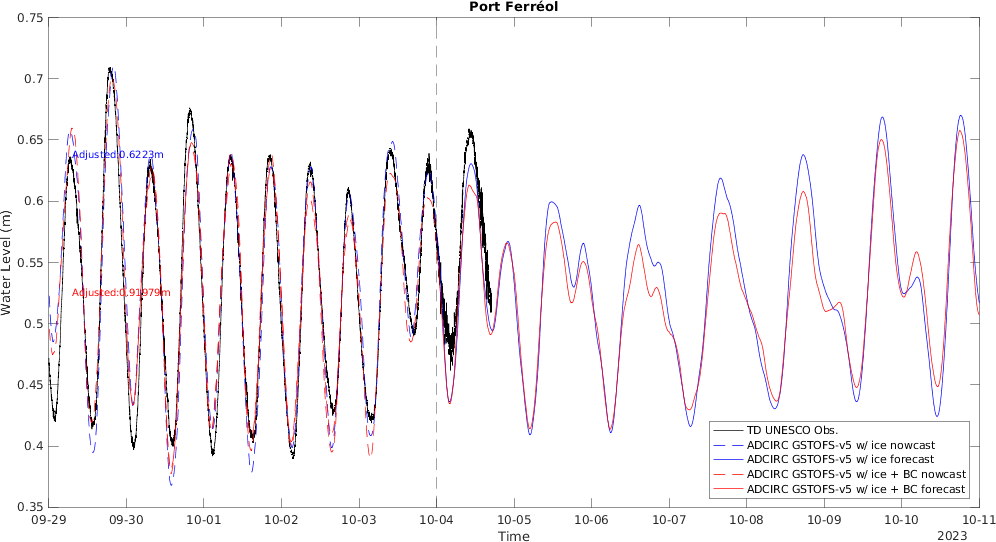 Port Ferréol
Water Level (m)
0.75
0.7
0.65
0.6
0.55
0.5
0.45
0.4
0.35
Adjusted:0.6223m
Adjusted:0.91979m
TD UNESCO Obs.
ADCIRC GSTOFS-v5 w/ ice nowcast
ADCIRC GSTOFS-v5 w/ ice forecast
ADCIRC GSTOFS-v5 w/ ice + BC nowcast
ADCIRC GSTOFS-v5 w/ ice + BC forecast
09-29 09-30 10-01 10-02 10-03 10-04 10-05 10-06 10-07 10-08 10-09 10-10 10-11
Time
2023